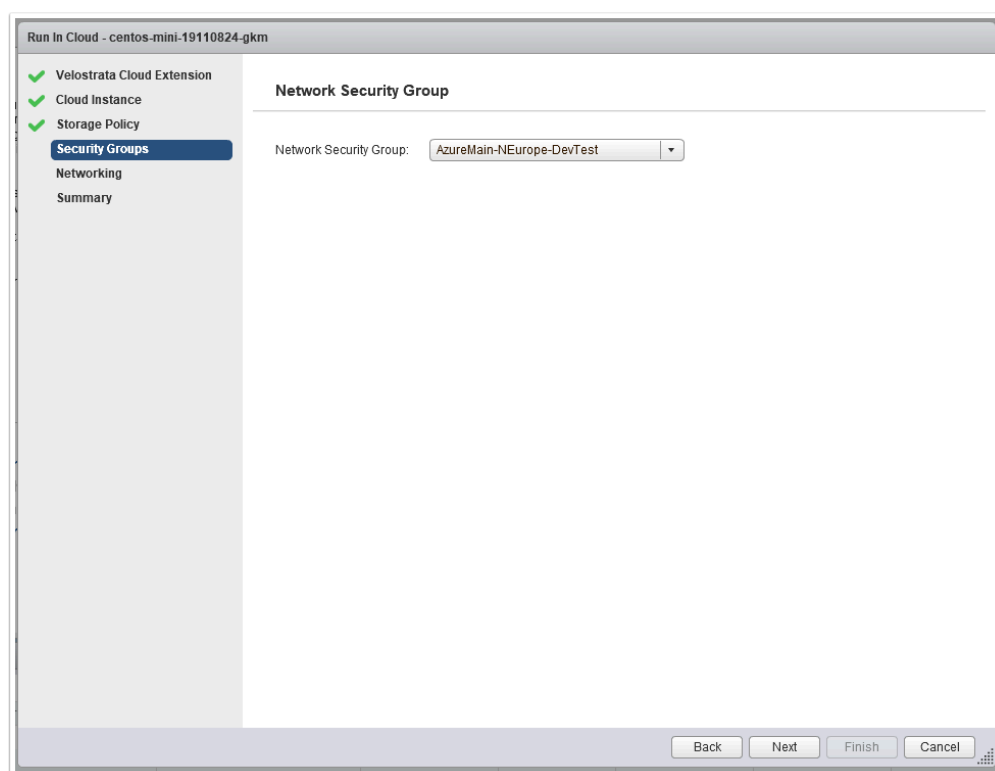 Run In Cloud - centos-mini-19110824-gkm
Velostrata Cloud Extension
Cloud Instance
Storage Policy
Security Groups
Networking
Summary
Network Security Group
Network Security Group: AzureMain-NEurope-DevTest
Back Next Finish Cancel